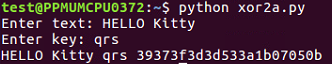 test@PPMUMCPU0372:~$ python xor2a.py
Enter text: HELLO Kitty
Enter key: qrs
HELLO Kitty qrs 39373f3d3d533a1b07050b